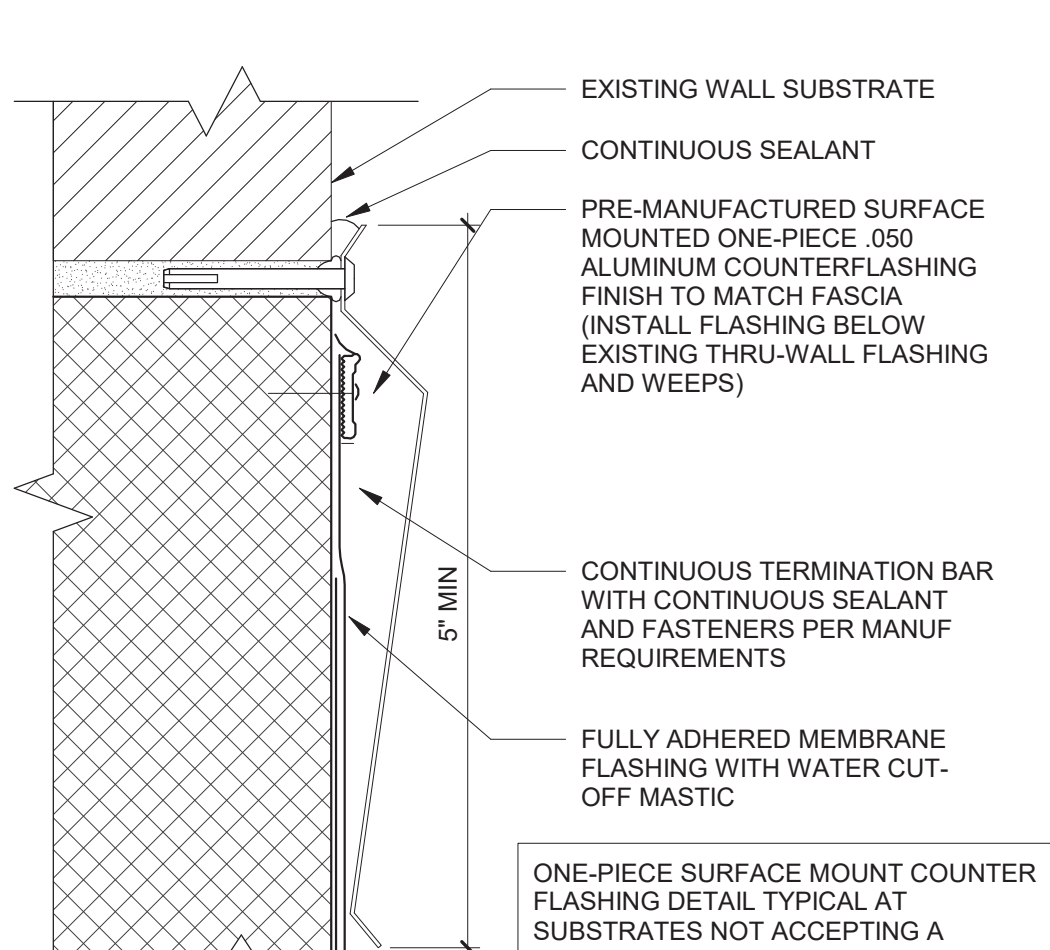 EXISTING WALL SUBSTRATE
CONTINUOUS SEALANT
PRE-MANUFACTURED SURFACE
MOUNTED ONE-PIECE .050
ALUMINUM COUNTERFLASHING
FINISH TO MATCH FASCIA
(INSTALL FLASHING BELOW
EXISTING THRU-WALL FLASHING
AND WEEPS)
5" MIN
CONTINUOUS TERMINATION BAR
WITH CONTINUOUS SEALANT
AND FASTENERS PER MANUF
REQUIREMENTS
FULLY ADHERED MEMBRANE
FLASHING WITH WATER CUT-
OFF MASTIC
ONE-PIECE SURFACE MOUNT COUNTER
FLASHING DETAIL TYPICAL AT
SUBSTRATES NOT ACCEPTING A